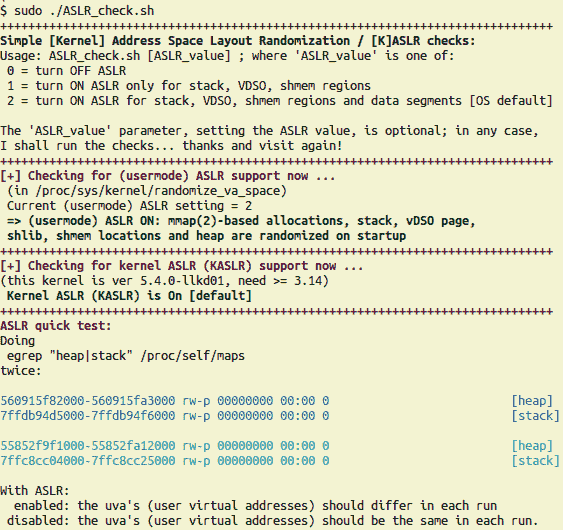 $ sudo ./ASLR_check.sh
+++++++++++++++++++++++++++++++++++++++++++++++++++++++++++++++++++++++++++++++
Simple [Kernel] Address Space Layout Randomization / [K]ASLR checks:
Usage: ASLR_check.sh [ASLR_value] ; where 'ASLR_value' is one of:
 0 = turn OFF ASLR
 1 = turn ON ASLR only for stack, VDSO, shmem regions
 2 = turn ON ASLR for stack, VDSO, shmem regions and data segments [OS default]

The 'ASLR_value' parameter, setting the ASLR value, is optional; in any case,
I shall run the checks... thanks and visit again!
+++++++++++++++++++++++++++++++++++++++++++++++++++++++++++++++++++++++++++++++
[+] Checking for (usermode) ASLR support now ...
 (in /proc/sys/kernel/randomize_va_space)
 Current (usermode) ASLR setting = 2
 => (usermode) ASLR ON: mmap(2)-based allocations, stack, vDSO page,
 shlib, shmem locations and heap are randomized on startup
+++++++++++++++++++++++++++++++++++++++++++++++++++++++++++++++++++++++++++++++
[+] Checking for kernel ASLR (KASLR) support now ...
(this kernel is ver 5.4.0-llkd01, need >= 3.14)
 Kernel ASLR (KASLR) is On [default]
+++++++++++++++++++++++++++++++++++++++++++++++++++++++++++++++++++++++++++++++
ASLR quick test:
Doing
 egrep "heap|stack" /proc/self/maps
twice:

560915f82000-560915fa3000 rw-p 00000000 00:00 0                          [heap]
7ffdb94d5000-7ffdb94f6000 rw-p 00000000 00:00 0                          [stack]

55852f9f1000-55852fa12000 rw-p 00000000 00:00 0                          [heap]
7ffc8cc04000-7ffc8cc25000 rw-p 00000000 00:00 0                          [stack]

With ASLR:
  enabled: the uva's (user virtual addresses) should differ in each run
 disabled: the uva's (user virtual addresses) should be the same in each run.